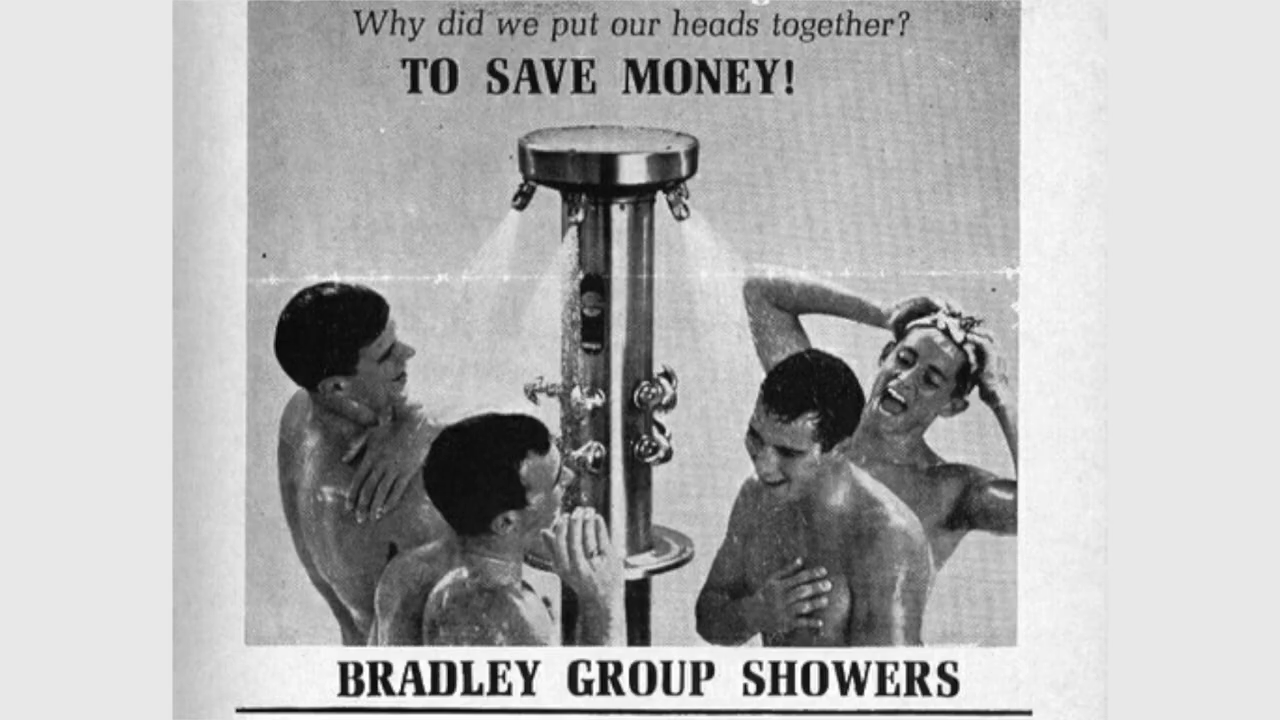 Why did we put our heads together?
TO SAVE MONEY!
BRADLEY GROUP SHOWERS